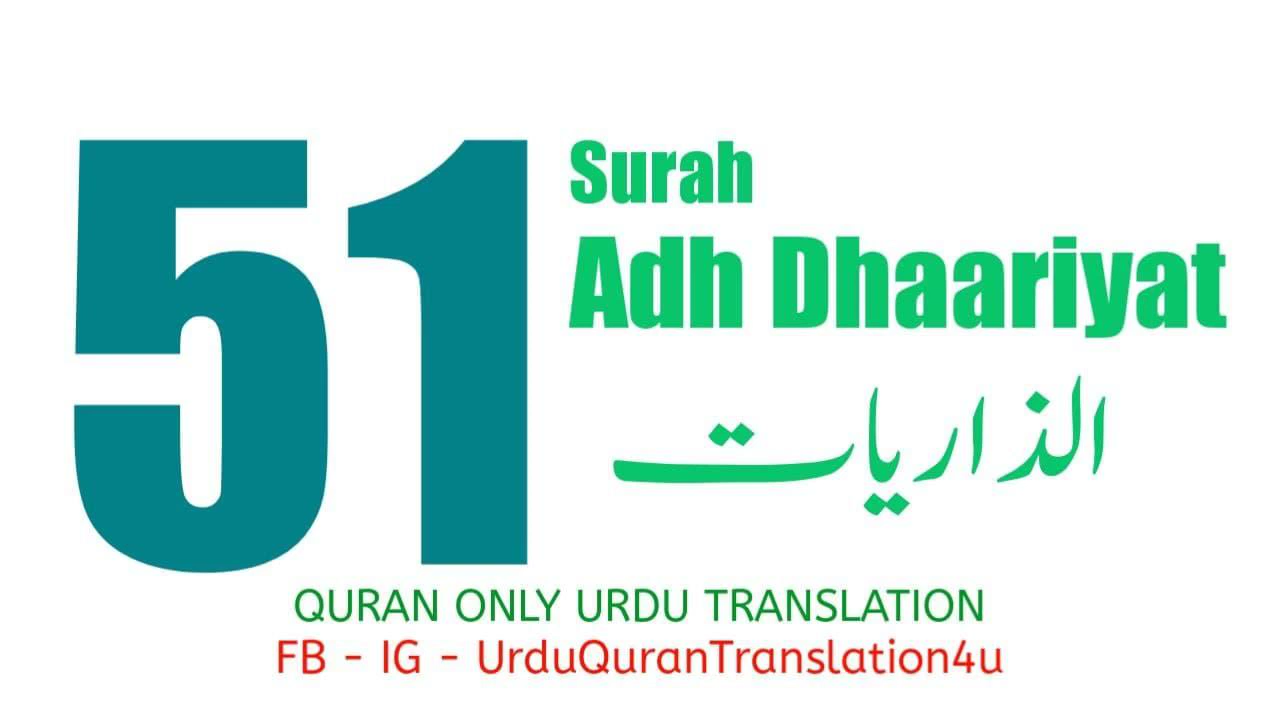 51
Surah
Adh Dhaariyat
الذاریات
QURAN ONLY URDU TRANSLATION
FB - IG - UrduQuranTranslation4u